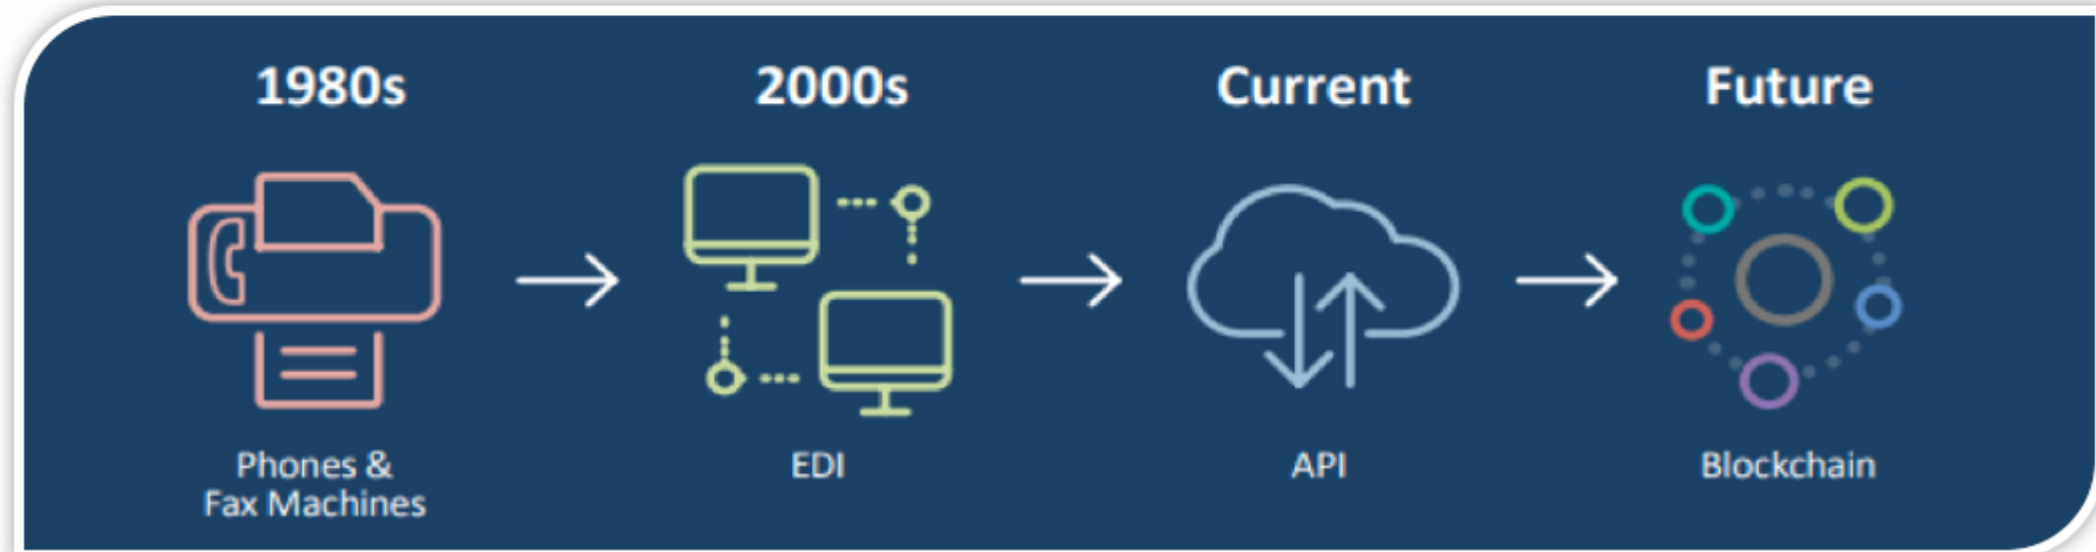 1980s
2000s
Current
Future
Phones &
Fax Machines
EDI
API
Blockchain